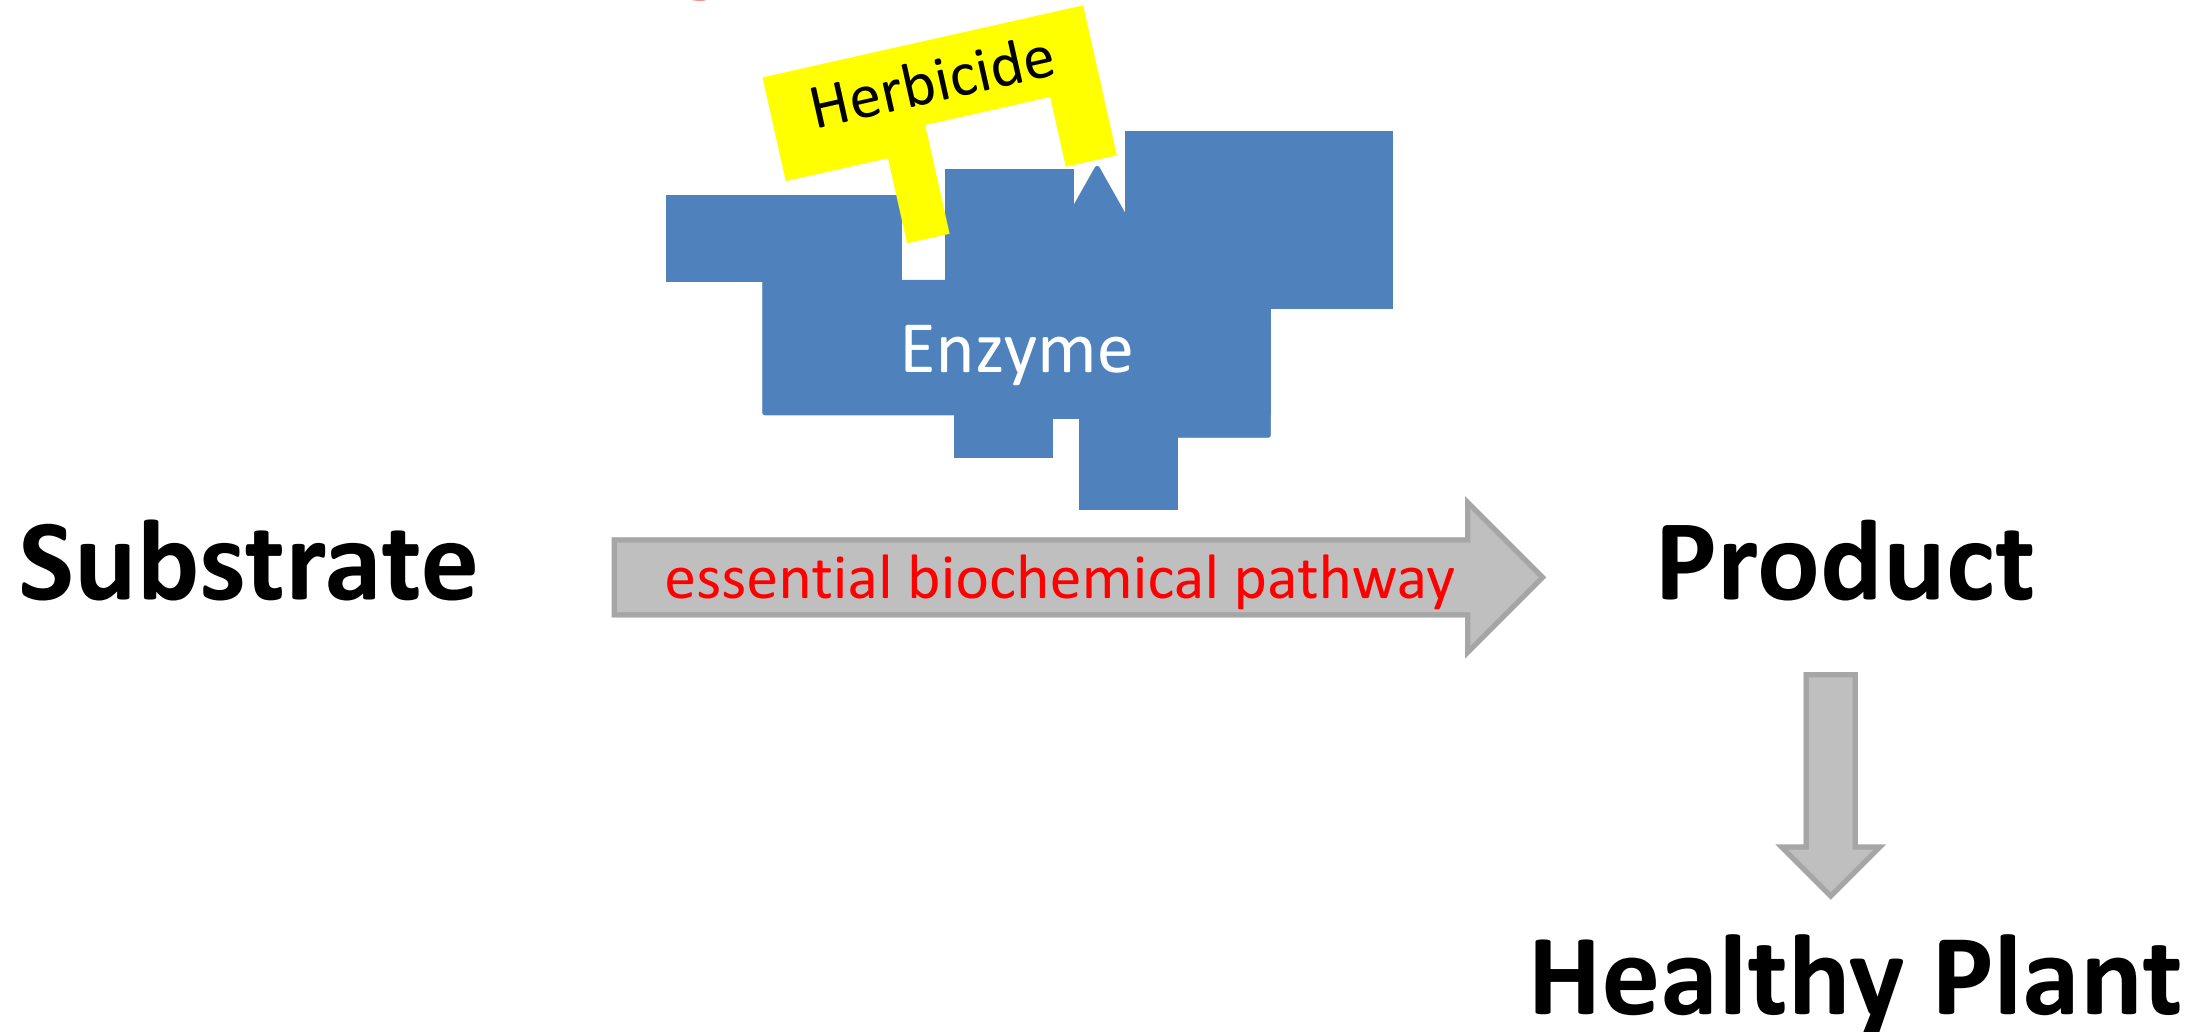 Herbicide
Enzyme
Substrate
essential biochemical pathway
Product
Healthy Plant